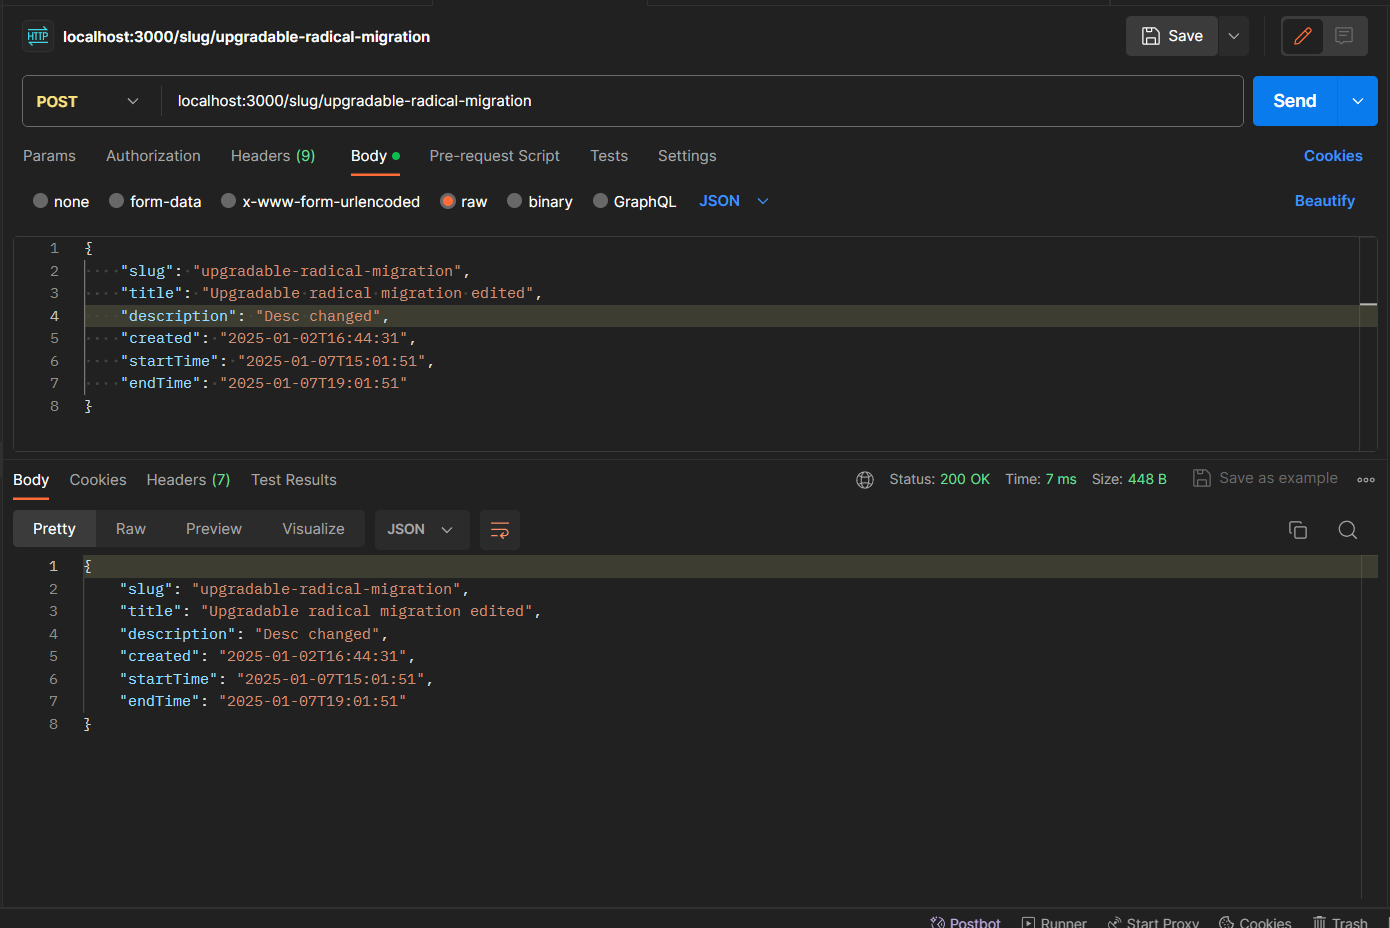 HTTP localhost:3000/slug/upgradable-radical-migration Save
POST localhost:3000/slug/upgradable-radical-migration Send
Params Authorization Headers (9) Body Pre-request Script Tests Settings Cookies
none form-data x-www-form-urlencoded raw binary GraphQL JSON Beautify
1 {
2 "slug": "upgradable-radical-migration",
3 "title": "Upgradable radical migration edited",
4 "description": "Desc changed",
5 "created": "2025-01-02T16:44:31",
6 "startTime": "2025-01-07T15:01:51",
7 "endTime": "2025-01-07T19:01:51"
8 }
Body Cookies Headers (7) Test Results Status: 200 OK Time: 7 ms Size: 448 B Save as example
Pretty Raw Preview Visualize JSON
1 {
2 "slug": "upgradable-radical-migration",
3 "title": "Upgradable radical migration edited",
4 "description": "Desc changed",
5 "created": "2025-01-02T16:44:31",
6 "startTime": "2025-01-07T15:01:51",
7 "endTime": "2025-01-07T19:01:51"
8 }
Postbot Runner Start Proxy Cookies Trash